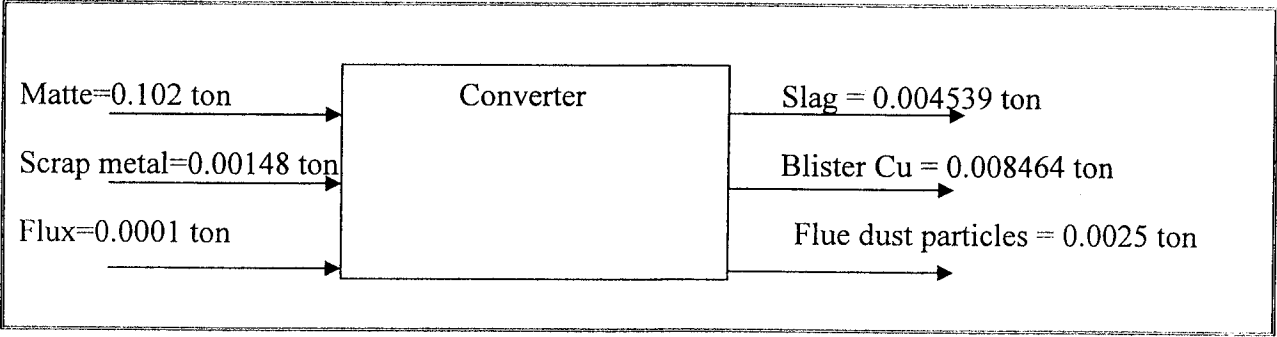 Matte=0.102 ton
Converter
Slag = 0.004539 ton
Scrap metal=0.00148 ton
Blister Cu = 0.008464 ton
Flux=0.0001 ton
Flue dust particles = 0.0025 ton